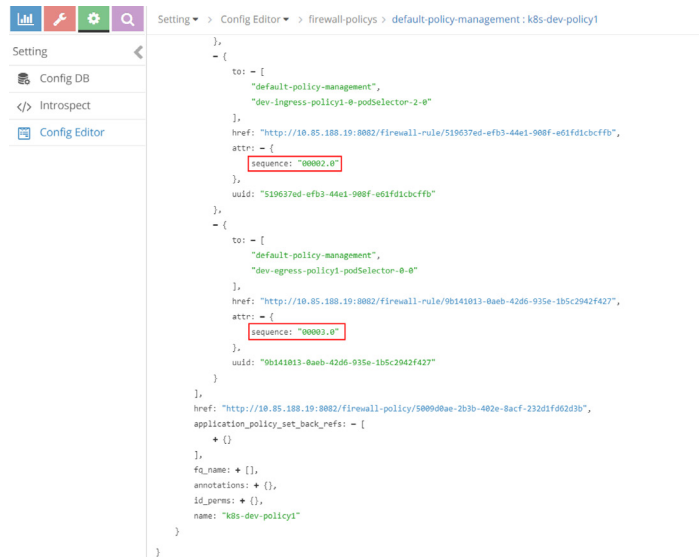 Setting > Config Editor > firewall-policys > default-policy-management : k8s-dev-policy1
Setting
Config DB
Introspect
Config Editor
},
- {
to: - [
"default-policy-management",
"dev-ingress-policy1-0-podSelector-2-0"
],
href: "http://10.85.188.19:8082/firewall-rule/519637ed-efb3-44e1-908f-e61fd1cbcffb",
attr: - {
sequence: "00002.0"
},
uuid: "519637ed-efb3-44e1-908f-e61fd1cbcffb"
},
- {
to: - [
"default-policy-management",
"dev-egress-policy1-podSelector-0-0"
],
href: "http://10.85.188.19:8082/firewall-rule/9b141013-0aeb-42d6-935e-1b5c2942f427",
attr: - {
sequence: "00003.0"
},
uuid: "9b141013-0aeb-42d6-935e-1b5c2942f427"
}
],
href: "http://10.85.188.19:8082/firewall-policy/5009d0ae-2b3b-402e-8acf-232d1fd62d3b",
application_policy_set_back_refs: - [
+ {}
],
fq_name: + [],
annotations: + {},
id_perms: + {},
name: "k8s-dev-policy1"
}
}